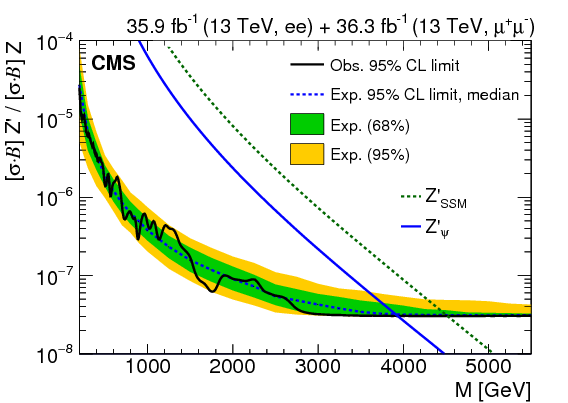 35.9 fb⁻¹ (13 TeV, ee) + 36.3 fb⁻¹ (13 TeV, μ⁺μ⁻)
[σ·B] Z' / [σ·B] Z
10⁻⁴
10⁻⁵
10⁻⁶
10⁻⁷
10⁻⁸
CMS
Obs. 95% CL limit
Exp. 95% CL limit, median
Exp. (68%)
Exp. (95%)
Z'SSM
Z'ψ
1000 2000 3000 4000 5000
M [GeV]